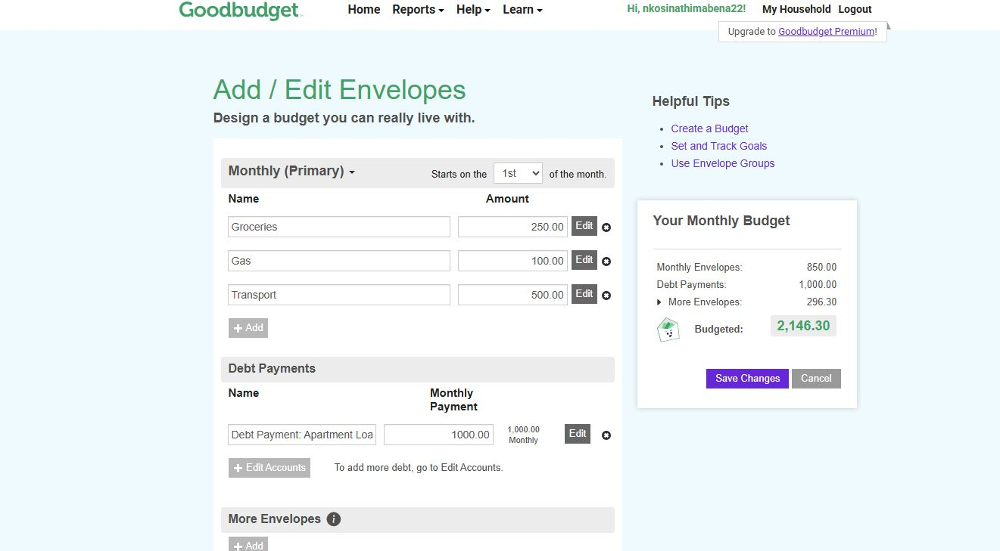 Goodbudget
Home Reports Help Learn
Hi, nkosinathimabena22! My Household Logout
Upgrade to Goodbudget Premium!
Add / Edit Envelopes
Design a budget you can really live with.
Monthly (Primary) Starts on the 1st of the month.
Name Amount
Groceries 250.00 Edit
Gas 100.00 Edit
Transport 500.00 Edit
+ Add
Debt Payments
Name Monthly Payment
Debt Payment: Apartment Loa 1000.00 1,000.00 Monthly Edit
+ Edit Accounts To add more debt, go to Edit Accounts.
More Envelopes i
+ Add
Helpful Tips
• Create a Budget
• Set and Track Goals
• Use Envelope Groups
Your Monthly Budget
Monthly Envelopes: 850.00
Debt Payments: 1,000.00
More Envelopes: 296.30
Budgeted: 2,146.30
Save Changes Cancel